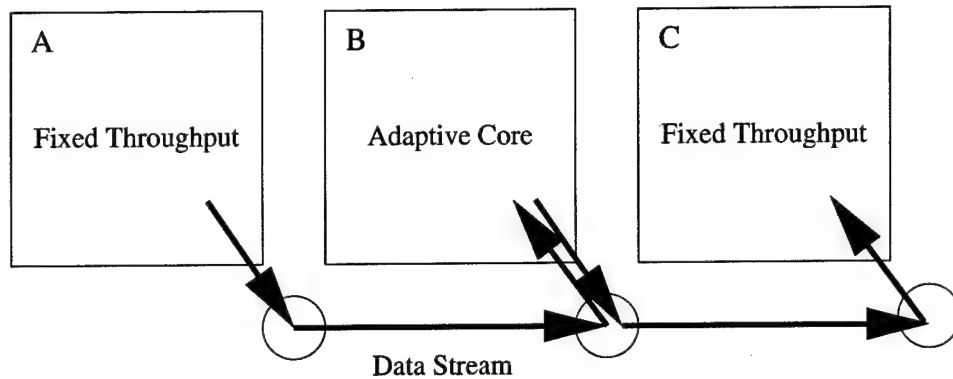 A
Fixed Throughput
B
Adaptive Core
C
Fixed Throughput
Data Stream